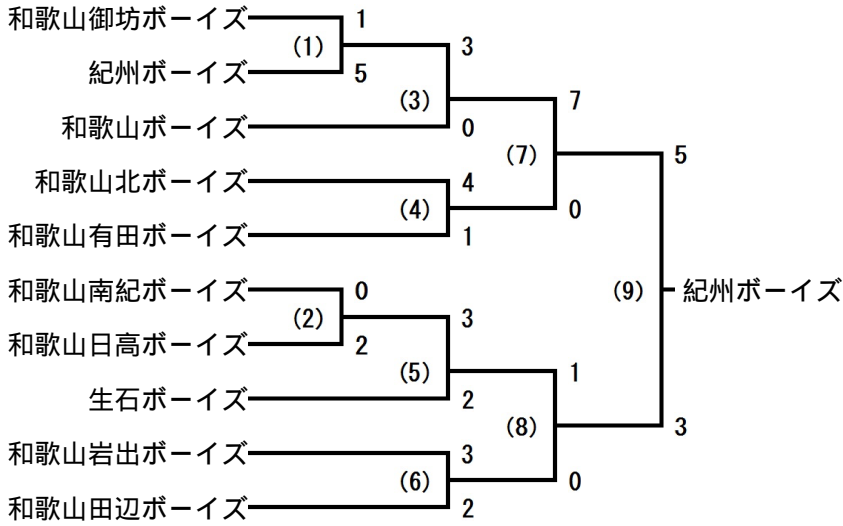 和歌山御坊ボーイズ 1
(1) 3
紀州ボーイズ 5
(3) 7
和歌山ボーイズ 0
(7) 5
和歌山北ボーイズ 4
(4) 0
和歌山有田ボーイズ 1
和歌山南紀ボーイズ 0
(9) 紀州ボーイズ
(2) 3
和歌山日高ボーイズ 2
(5) 1
生石ボーイズ 2
(8) 3
和歌山岩出ボーイズ 3
(6) 0
和歌山田辺ボーイズ 2